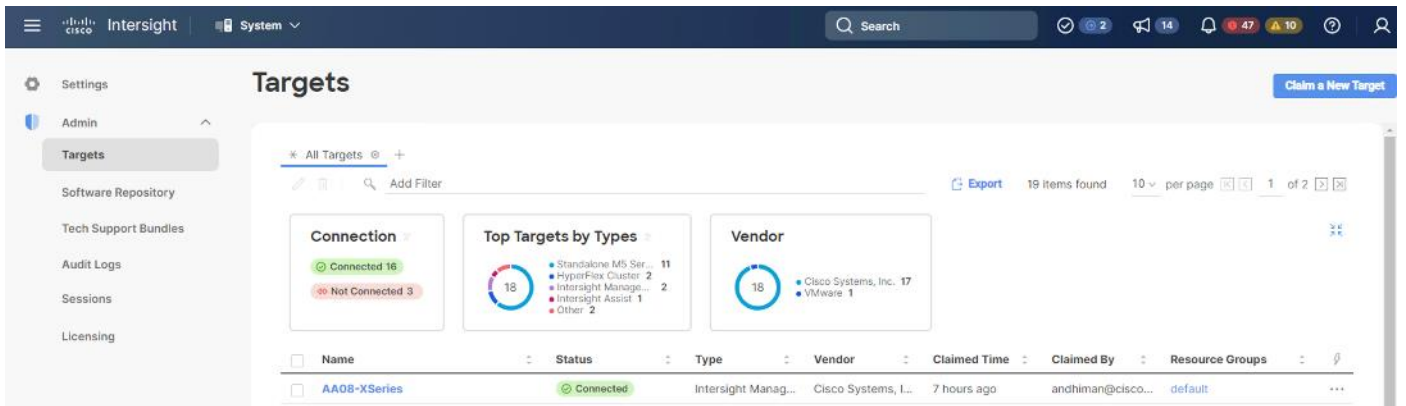 cisco Intersight System Search 2 14 47 10
Settings
Targets
Claim a New Target
Admin
Targets
All Targets
Add Filter Export 19 items found 10 per page 1 of 2
Software Repository
Tech Support Bundles
Audit Logs
Sessions
Licensing
Connection
Connected 16
Not Connected 3
Top Targets by Types
18
Standalone M5 Ser... 11
HyperFlex Cluster 2
Intersight Manage... 2
Intersight Assist 1
Other 2
Vendor
18
Cisco Systems, Inc. 17
VMware 1
Name Status Type Vendor Claimed Time Claimed By Resource Groups
AA08-XSeries Connected Intersight Manag... Cisco Systems, I... 7 hours ago andhiman@cisco... default ...